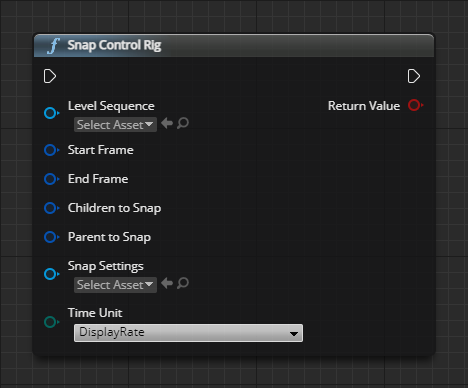 f Snap Control Rig
Level Sequence
Return Value
Select Asset
Start Frame
End Frame
Children to Snap
Parent to Snap
Snap Settings
Select Asset
Time Unit
DisplayRate